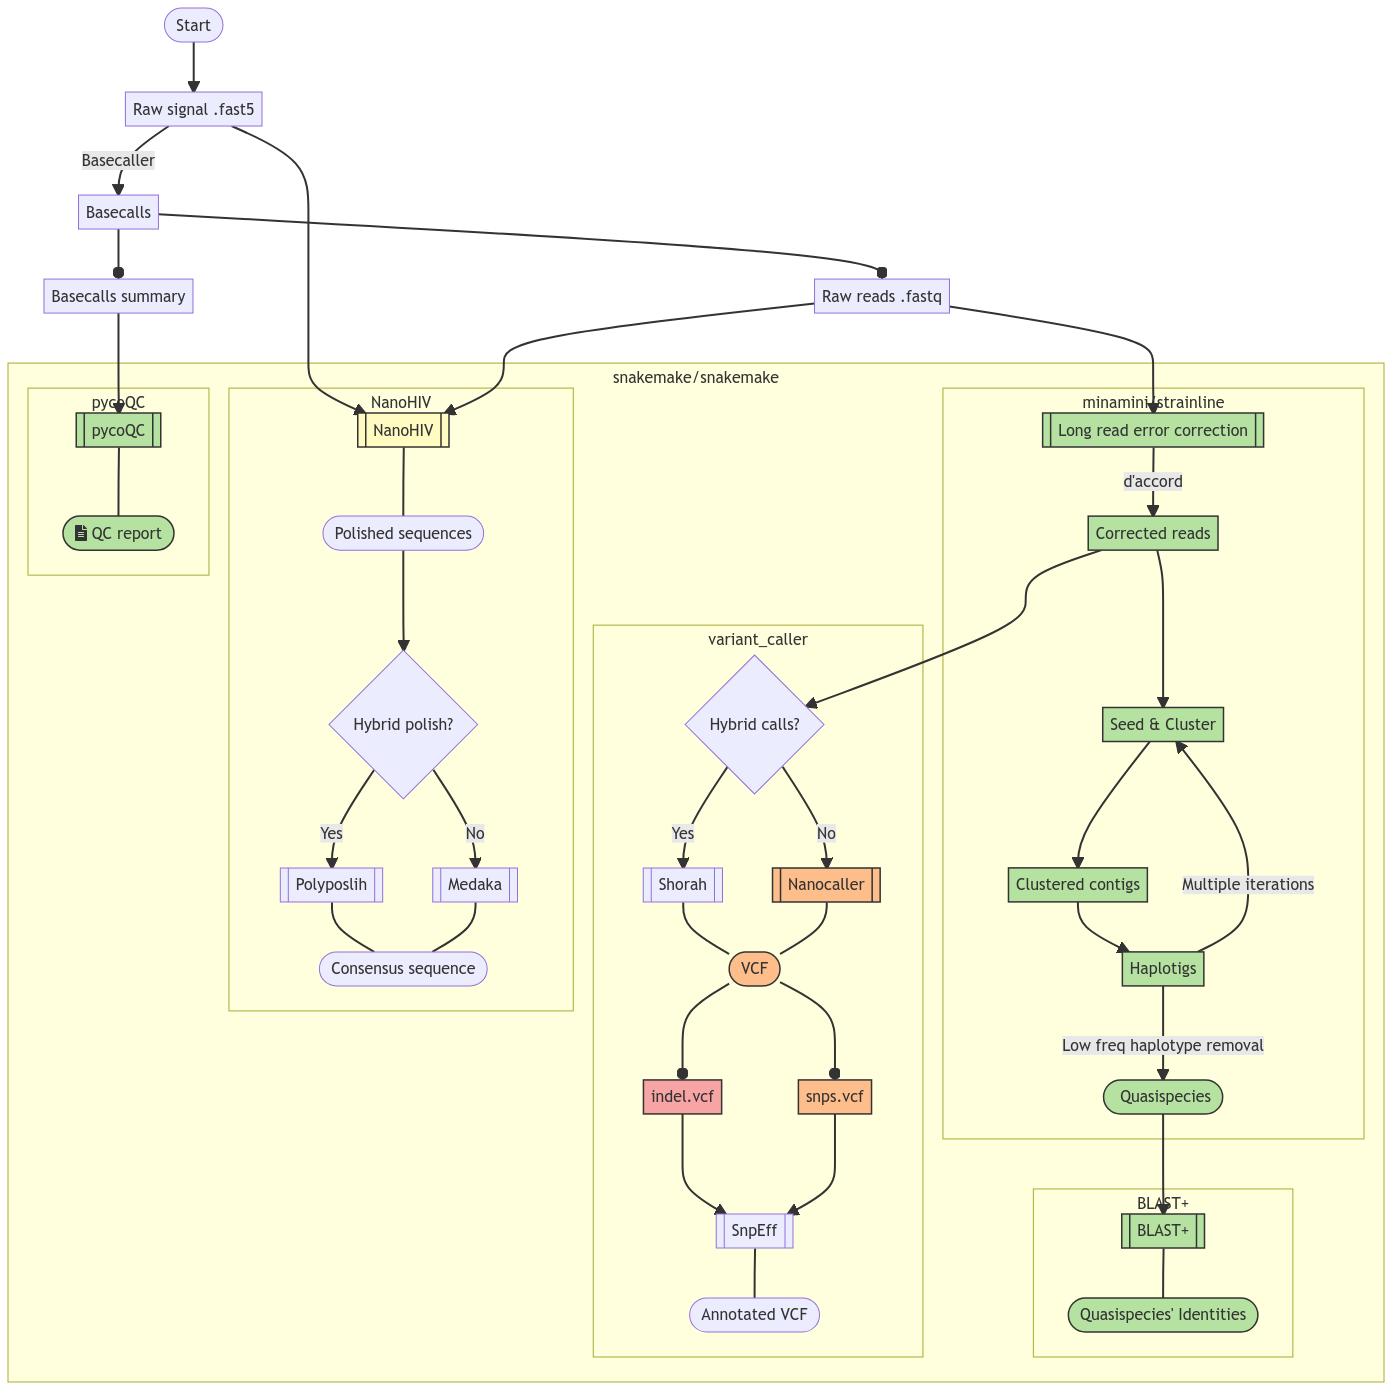 Start
Raw signal .fast5
Basecaller
Basecalls
Basecalls summary
Raw reads .fastq
snakemake/snakemake
pycoQC
pycoQC
QC report
NanoHIV
NanoHIV
Polished sequences
Hybrid polish?
Yes
No
Polyposlih
Medaka
Consensus sequence
variant_caller
Hybrid calls?
Yes
No
Shorah
Nanocaller
VCF
indel.vcf
snps.vcf
SnpEff
Annotated VCF
minamini/strainline
Long read error correction
d'accord
Corrected reads
Seed & Cluster
Clustered contigs
Multiple iterations
Haplotigs
Low freq haplotype removal
Quasispecies
BLAST+
BLAST+
Quasispecies' Identities